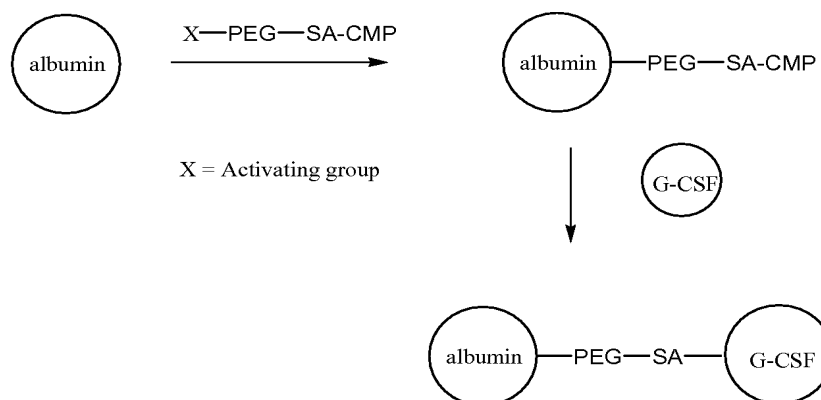 X—PEG—SA-CMP
albumin
albumin—PEG—SA-CMP
X = Activating group
G-CSF
albumin—PEG—SA—G-CSF